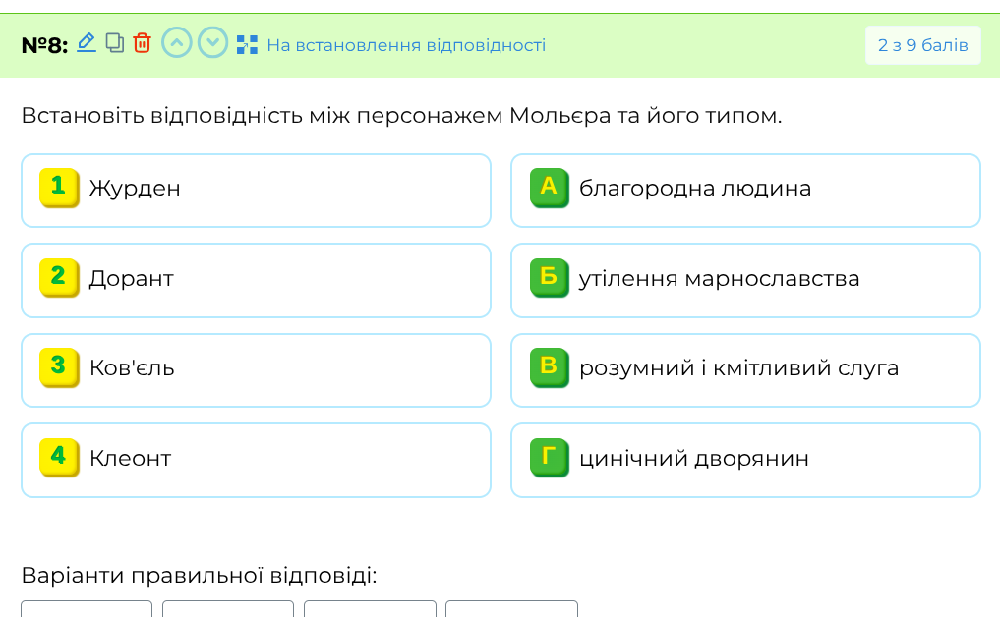 №8: На встановлення відповідності 2 з 9 балів
Встановіть відповідність між персонажем Мольєра та його типом.
1 Журден
А благородна людина
2 Дорант
Б утілення марнославства
3 Ков'єль
В розумний і кмітливий слуга
4 Клеонт
Г цинічний дворянин
Варіанти правильної відповіді: